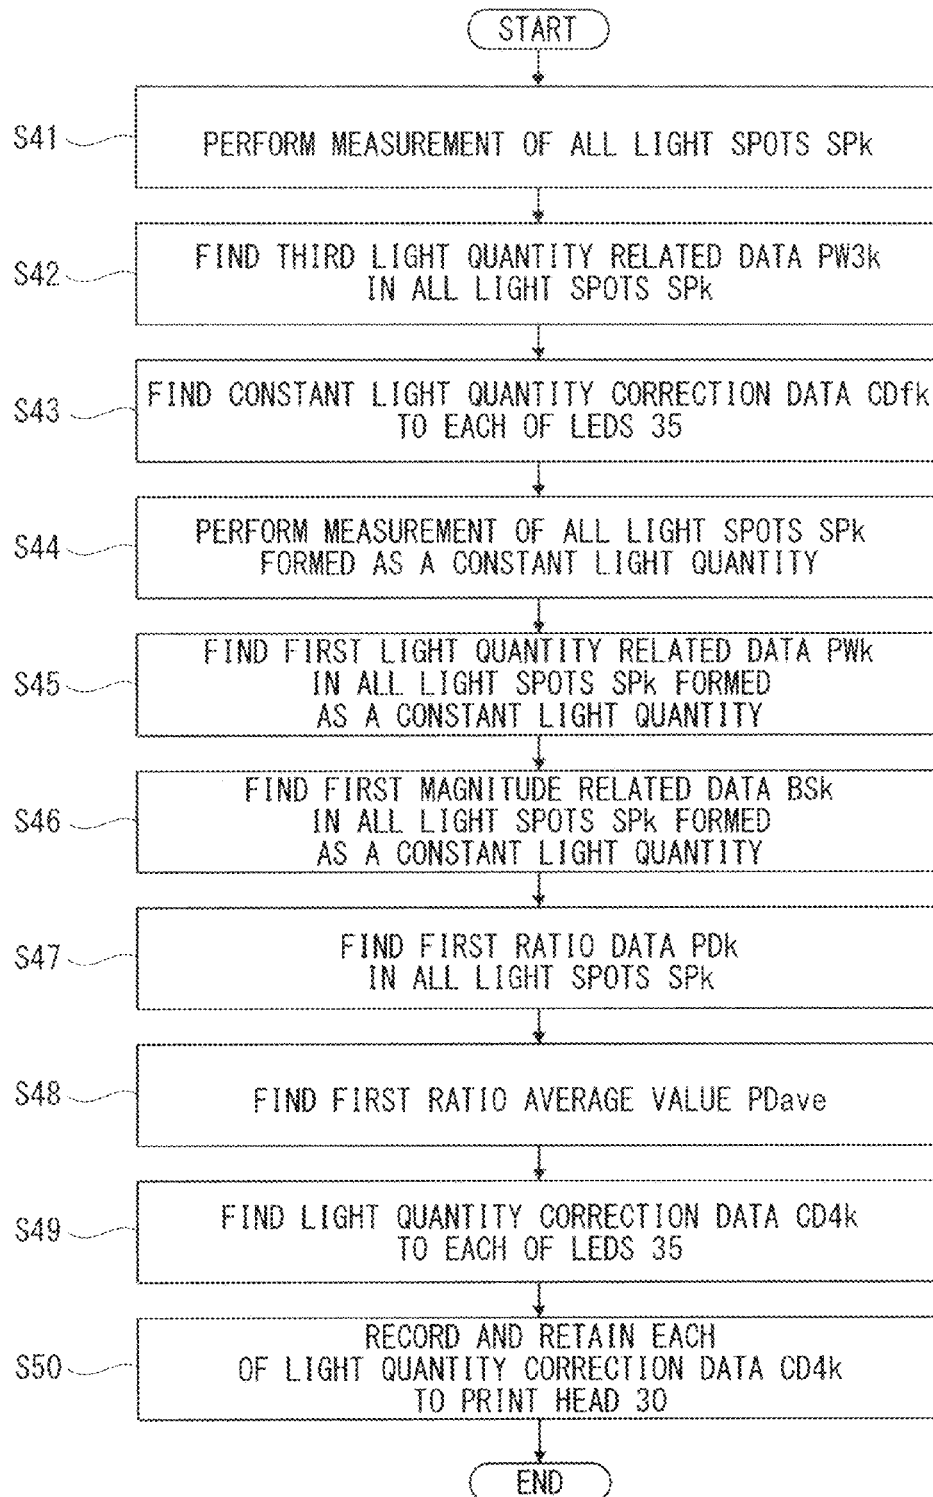 START
S41
PERFORM MEASUREMENT OF ALL LIGHT SPOTS SPk
S42
FIND THIRD LIGHT QUANTITY RELATED DATA PW3k
IN ALL LIGHT SPOTS SPk
S43
FIND CONSTANT LIGHT QUANTITY CORRECTION DATA CDfk
TO EACH OF LEDS 35
S44
PERFORM MEASUREMENT OF ALL LIGHT SPOTS SPk
FORMED AS A CONSTANT LIGHT QUANTITY
S45
FIND FIRST LIGHT QUANTITY RELATED DATA PWk
IN ALL LIGHT SPOTS SPk FORMED
AS A CONSTANT LIGHT QUANTITY
S46
FIND FIRST MAGNITUDE RELATED DATA BSk
IN ALL LIGHT SPOTS SPk FORMED
AS A CONSTANT LIGHT QUANTITY
S47
FIND FIRST RATIO DATA PDk
IN ALL LIGHT SPOTS SPk
S48
FIND FIRST RATIO AVERAGE VALUE PDave
S49
FIND LIGHT QUANTITY CORRECTION DATA CD4k
TO EACH OF LEDS 35
S50
RECORD AND RETAIN EACH
OF LIGHT QUANTITY CORRECTION DATA CD4k
TO PRINT HEAD 30
END